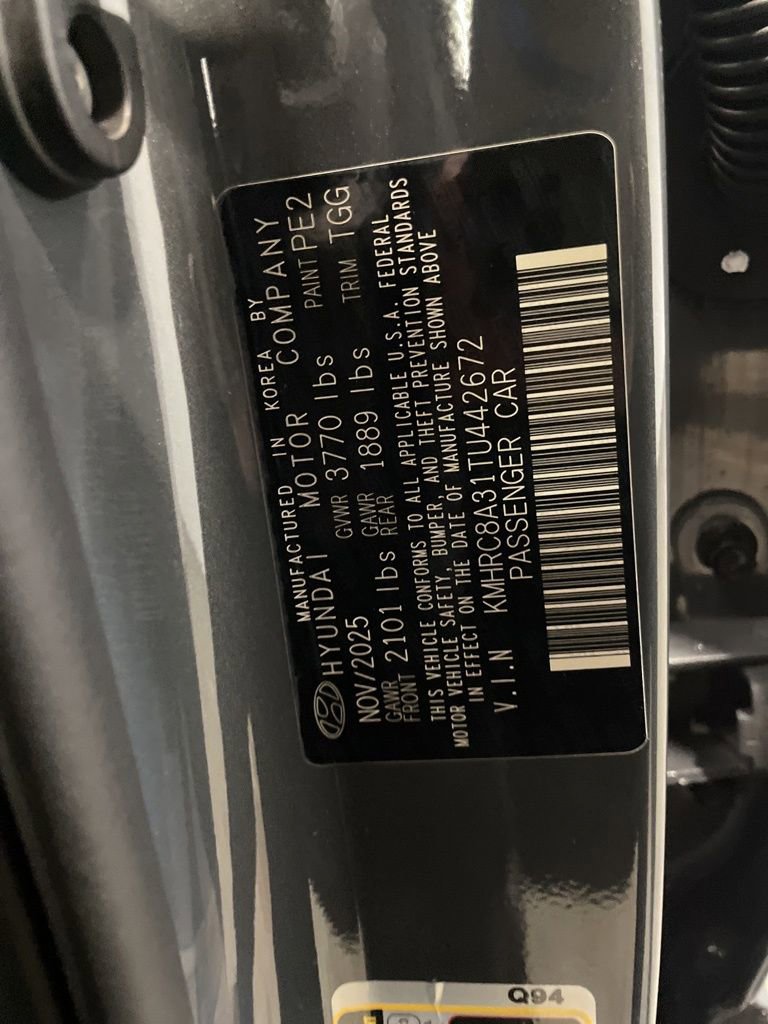 MANUFACTURED IN KOREA BY
HYUNDAI MOTOR COMPANY
NOV/2025 GVWR 3770 lbs PAINT PE2
GAWR FRONT 2101 lbs GAWR REAR 1889 lbs TRIM TGG
THIS VEHICLE CONFORMS TO ALL APPLICABLE U.S.A. FEDERAL
MOTOR VEHICLE SAFETY, BUMPER, AND THEFT PREVENTION STANDARDS
IN EFFECT ON THE DATE OF MANUFACTURE SHOWN ABOVE
V.I.N KMHRC8A31TU442672
PASSENGER CAR
Q94